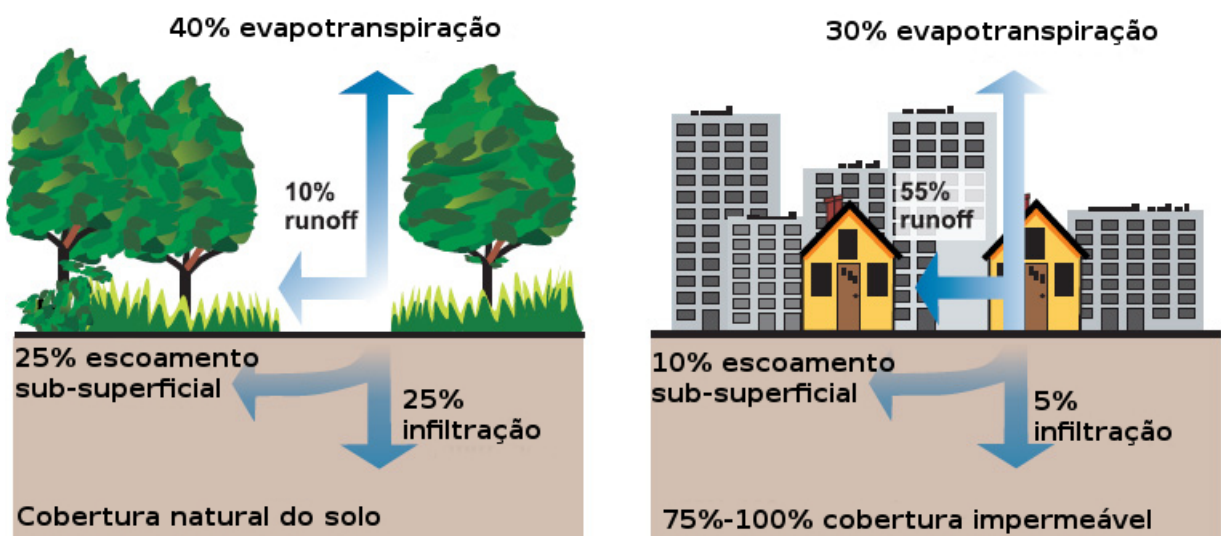 40% evapotranspiração
10%
runoff
25% escoamento
sub-superficial
25%
infiltração
Cobertura natural do solo
30% evapotranspiração
55%
runoff
10% escoamento
sub-superficial
5%
infiltração
75%-100% cobertura impermeável